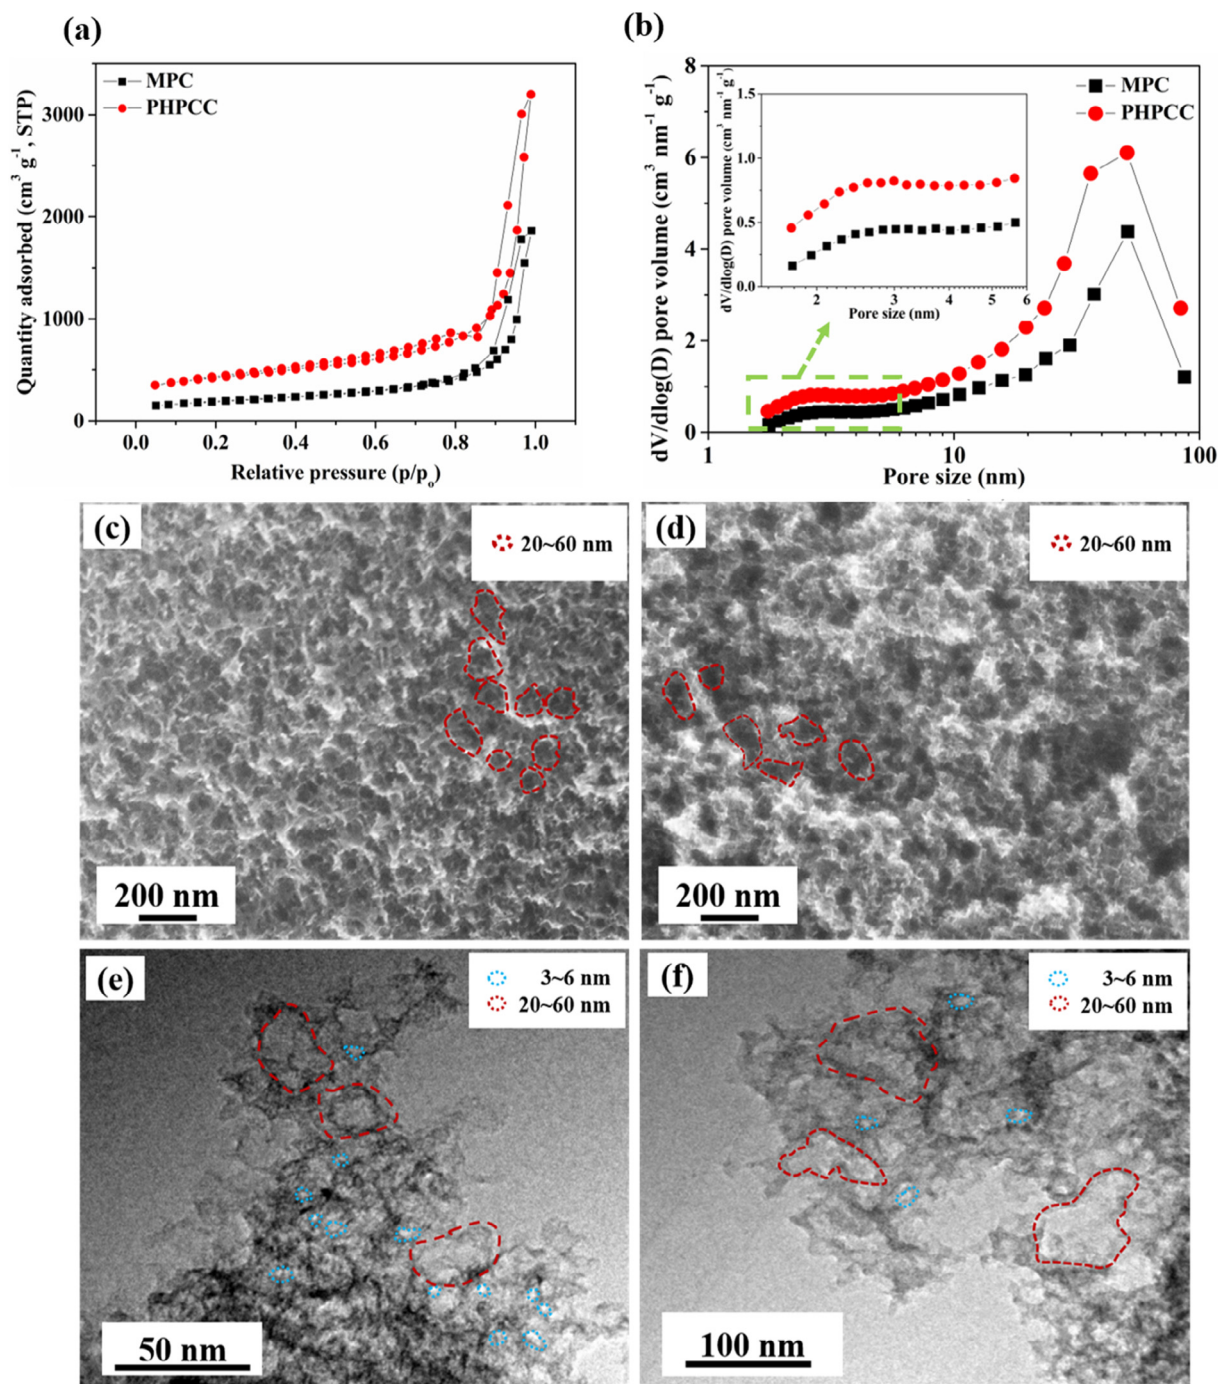 (a)
MPC
PHPCC
Quantity adsorbed (cm³ g⁻¹, STP)
3000
2000
1000
0
0.0 0.2 0.4 0.6 0.8 1.0
Relative pressure (p/pₒ)
(b)
MPC
PHPCC
dV/dlog(D) pore volume (cm³ nm⁻¹ g⁻¹)
8
6
4
2
0
1 10 100
Pore size (nm)
dV/dlog(D) pore volume (cm³ nm⁻¹ g⁻¹)
1.5
1.0
0.5
0.0
2 3 4 5 6
Pore size (nm)
(c)
20~60 nm
200 nm
(d)
20~60 nm
200 nm
(e)
3~6 nm
20~60 nm
50 nm
(f)
3~6 nm
20~60 nm
100 nm